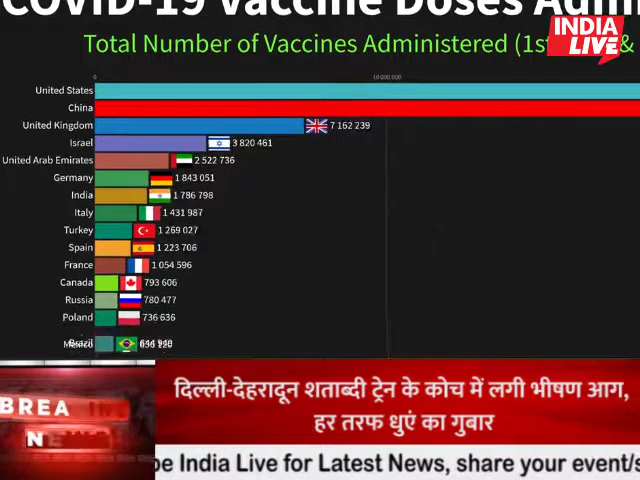 COVID-19 Vaccine Doses Admi
INDIA
LIVE
Total Number of Vaccines Administered (1st &
0
10 000 000
United States
China
United Kingdom 7 162 239
Israel 3 820 461
United Arab Emirates 2 522 736
Germany 1 843 051
India 1 786 798
Italy 1 431 987
Turkey 1 269 027
Spain 1 223 706
France 1 054 596
Canada 793 606
Russia 780 477
Poland 736 636
Brazil
Mexico
BREA
NE
दिल्ली-देहरादून शताब्दी ट्रेन के कोच में लगी भीषण आग,
हर तरफ धुएं का गुबार
be India Live for Latest News, share your event/s